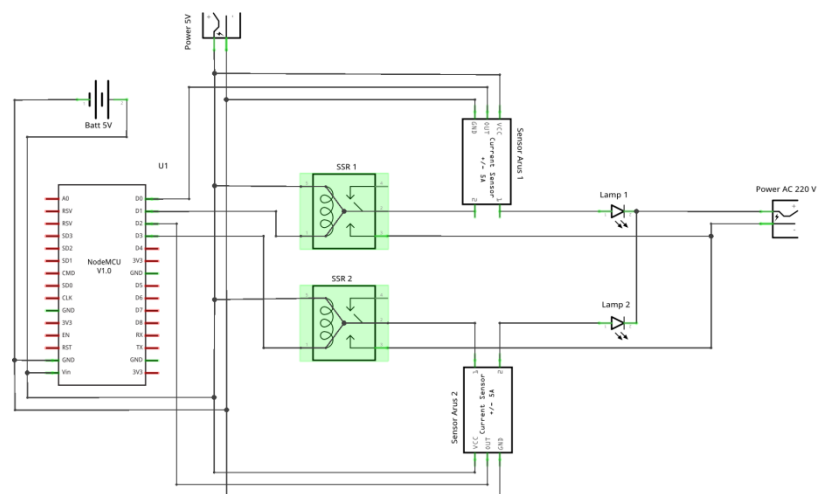 Power 5V
Batt 5V
U1
SSR 1
GND
OUT
VCC
Current Sensor
+/- 5A
2
1
Sensor Arus 1
Lamp 1
Power AC 220 V
A0
RSV
RSV
SD3
SD2
SD1
CMD
SD0
CLK
GND
3V3
EN
RST
GND
Vin
NodeMCU
V1.0
D0
D1
D2
D3
D4
3V3
GND
D5
D6
D7
D8
RX
TX
GND
3V3
SSR 2
Lamp 2
Sensor Arus 2
1
2
Current Sensor
+/- 5A
VCC
OUT
GND